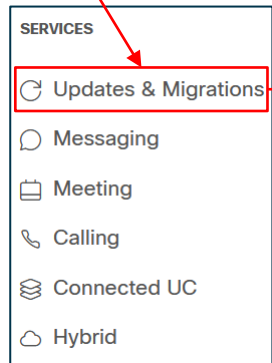 SERVICES
Updates & Migrations
Messaging
Meeting
Calling
Connected UC
Hybrid